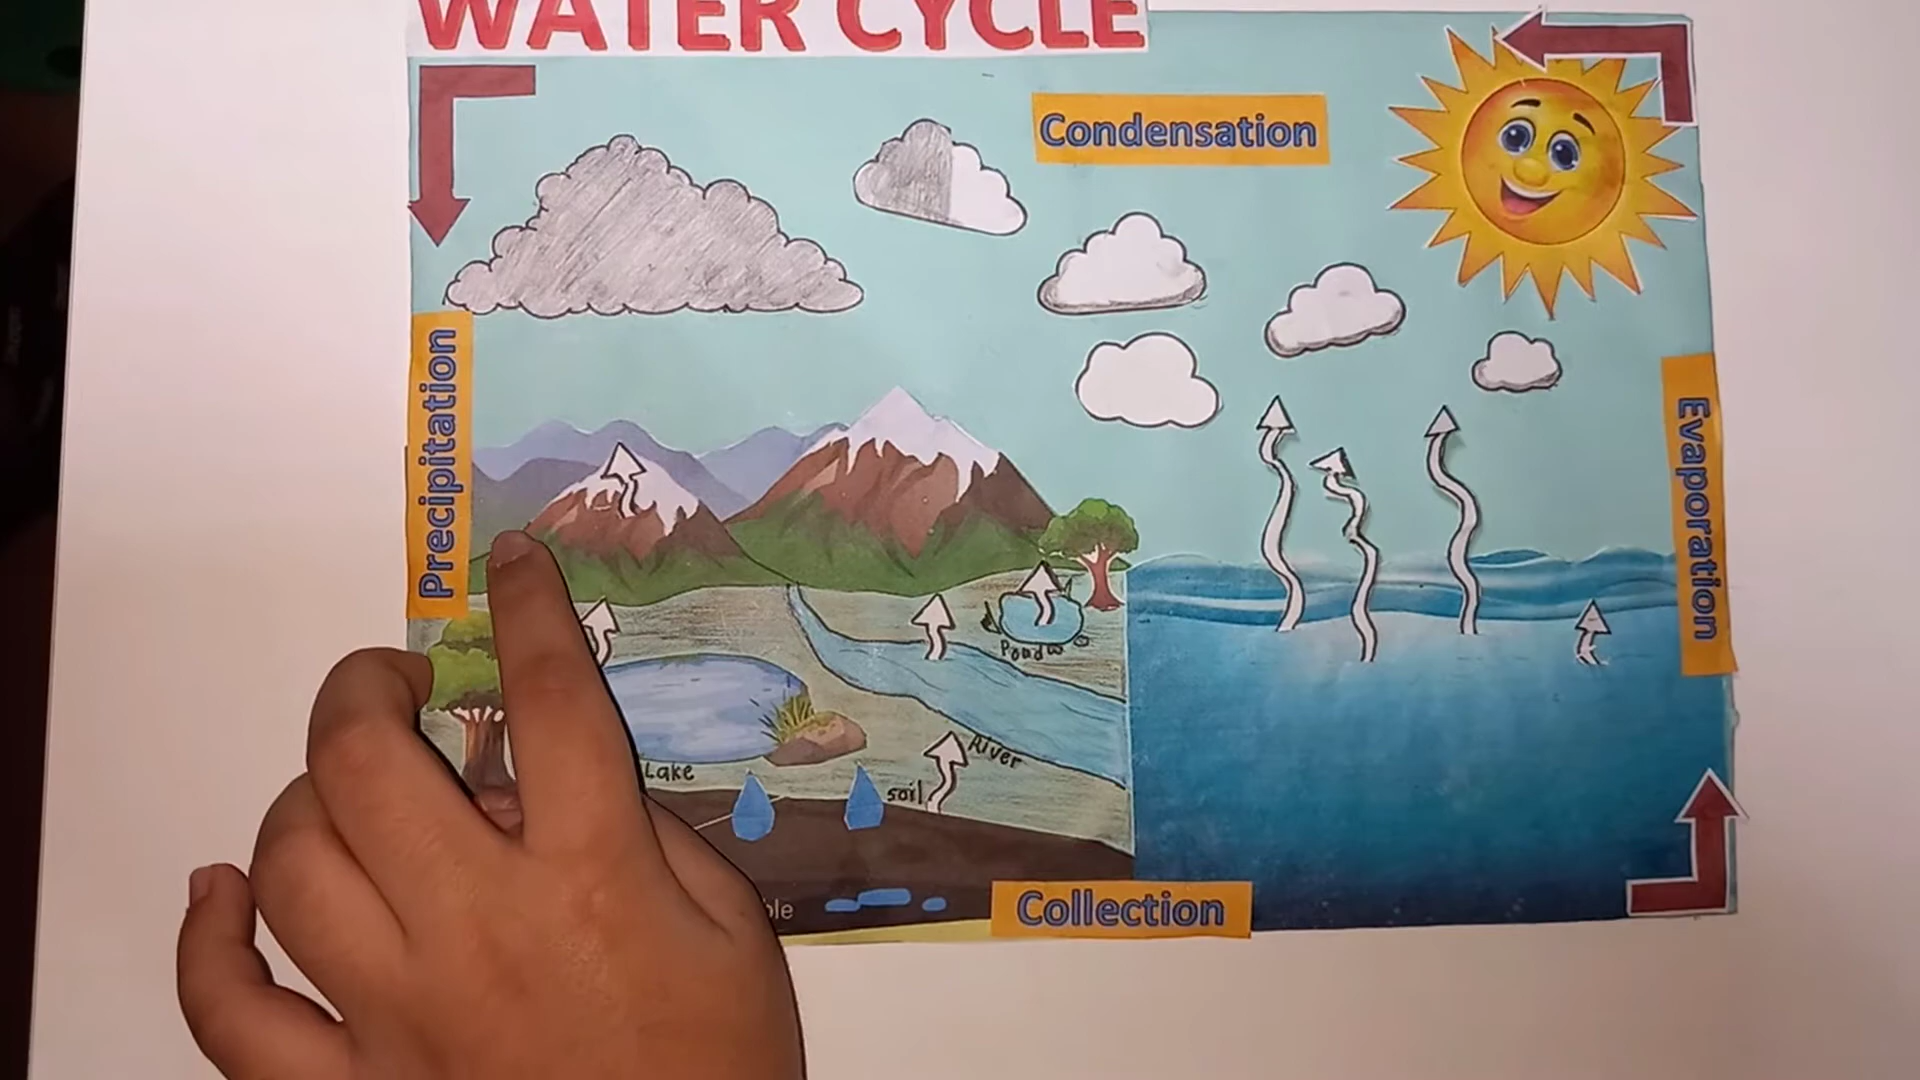 WATER CYCLE
Condensation
Precipitation
Evaporation
Pond
River
Lake
soil
Collection